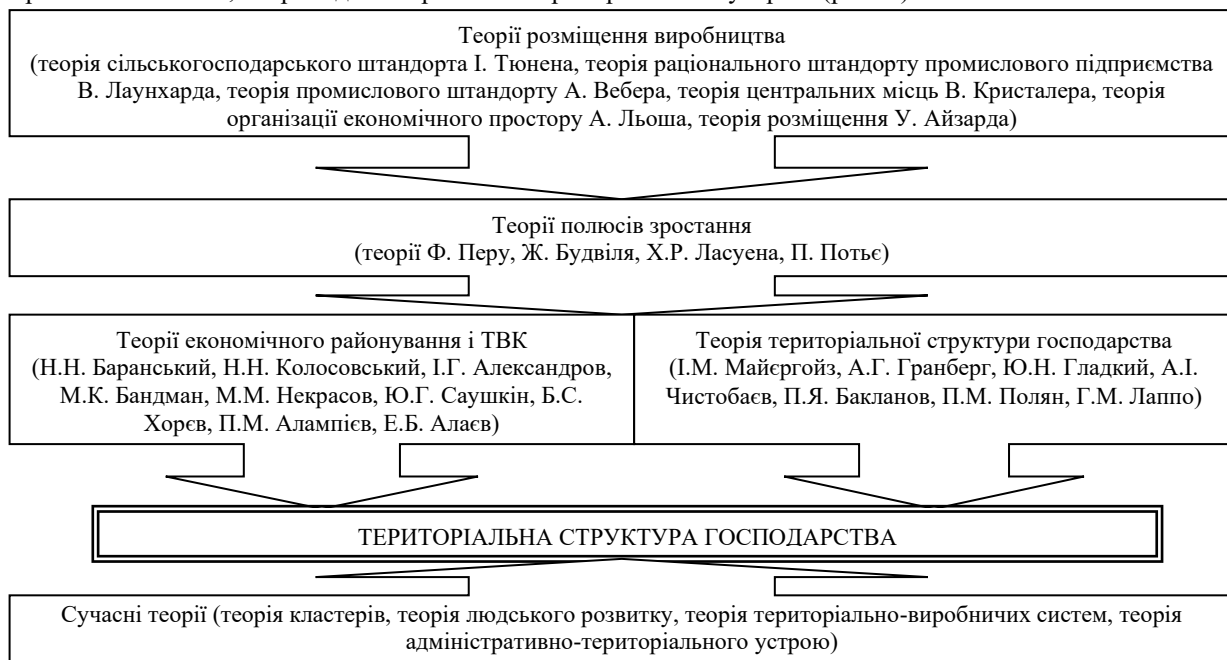 Теорії розміщення виробництва
(теорія сільськогосподарського штандорта І. Тюнена, теорія раціонального штандорту промислового підприємства
В. Лаунхарда, теорія промислового штандорту А. Вебера, теорія центральних місць В. Кристалера, теорія
організації економічного простору А. Льоша, теорія розміщення У. Айзарда)
Теорії полюсів зростання
(теорії Ф. Перу, Ж. Будвіля, Х.Р. Ласуена, П. Потьє)
Теорії економічного районування і ТВК
(Н.Н. Баранський, Н.Н. Колосовський, І.Г. Александров,
М.К. Бандман, М.М. Некрасов, Ю.Г. Саушкін, Б.С.
Хорєв, П.М. Алампієв, Е.Б. Алаєв)
Теорія територіальної структури господарства
(І.М. Майєргойз, А.Г. Гранберг, Ю.Н. Гладкий, А.І.
Чистобаєв, П.Я. Бакланов, П.М. Полян, Г.М. Лаппо)
ТЕРИТОРІАЛЬНА СТРУКТУРА ГОСПОДАРСТВА
Сучасні теорії (теорія кластерів, теорія людського розвитку, теорія територіально-виробничих систем, теорія
адміністративно-територіального устрою)